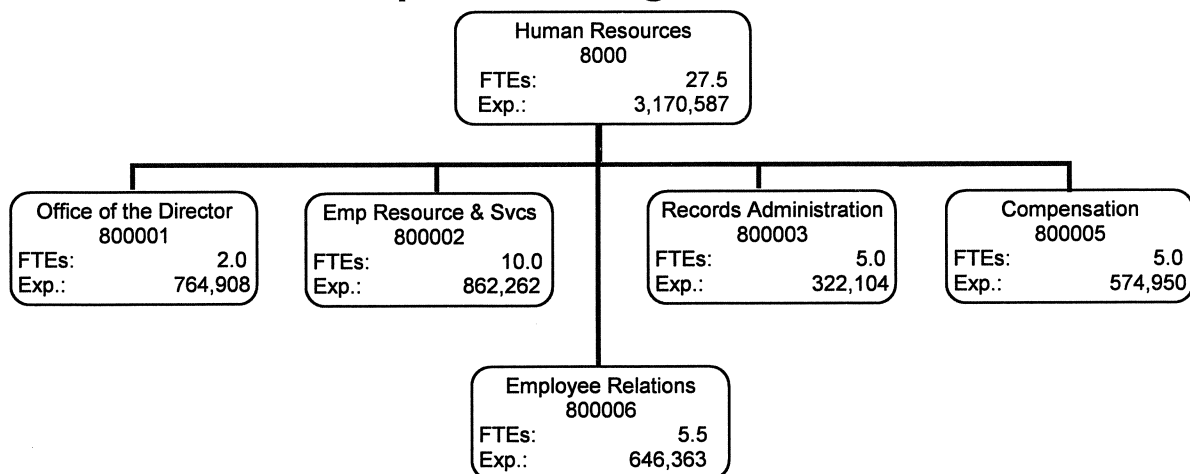 Human Resources
8000
FTEs: 27.5
Exp.: 3,170,587
Office of the Director
800001
FTEs: 2.0
Exp.: 764,908
Emp Resource & Svcs
800002
FTEs: 10.0
Exp.: 862,262
Records Administration
800003
FTEs: 5.0
Exp.: 322,104
Compensation
800005
FTEs: 5.0
Exp.: 574,950
Employee Relations
800006
FTEs: 5.5
Exp.: 646,363